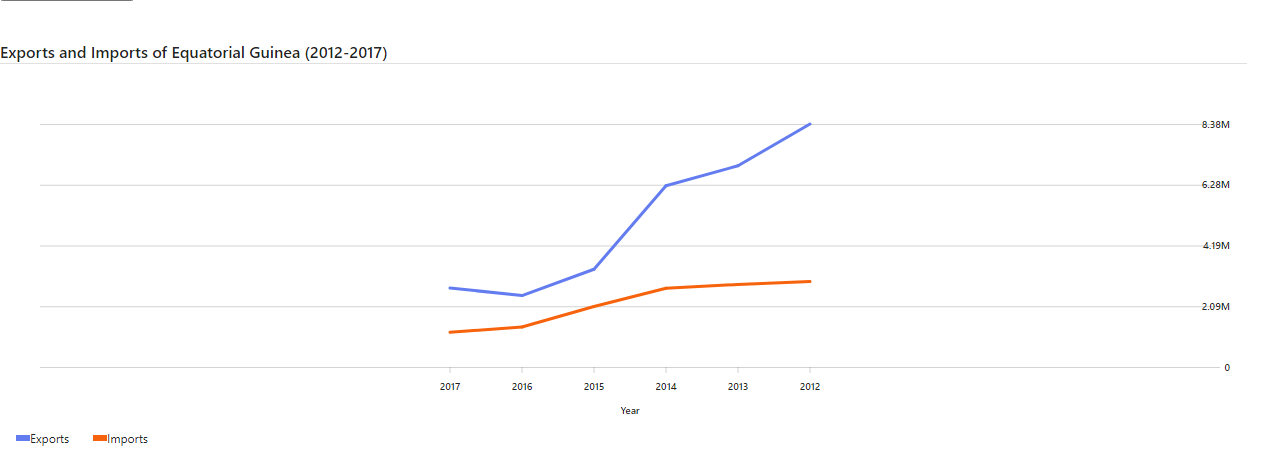 Exports and Imports of Equatorial Guinea (2012-2017)
8.38M
6.28M
4.19M
2.09M
0
2017 2016 2015 2014 2013 2012
Year
Exports Imports